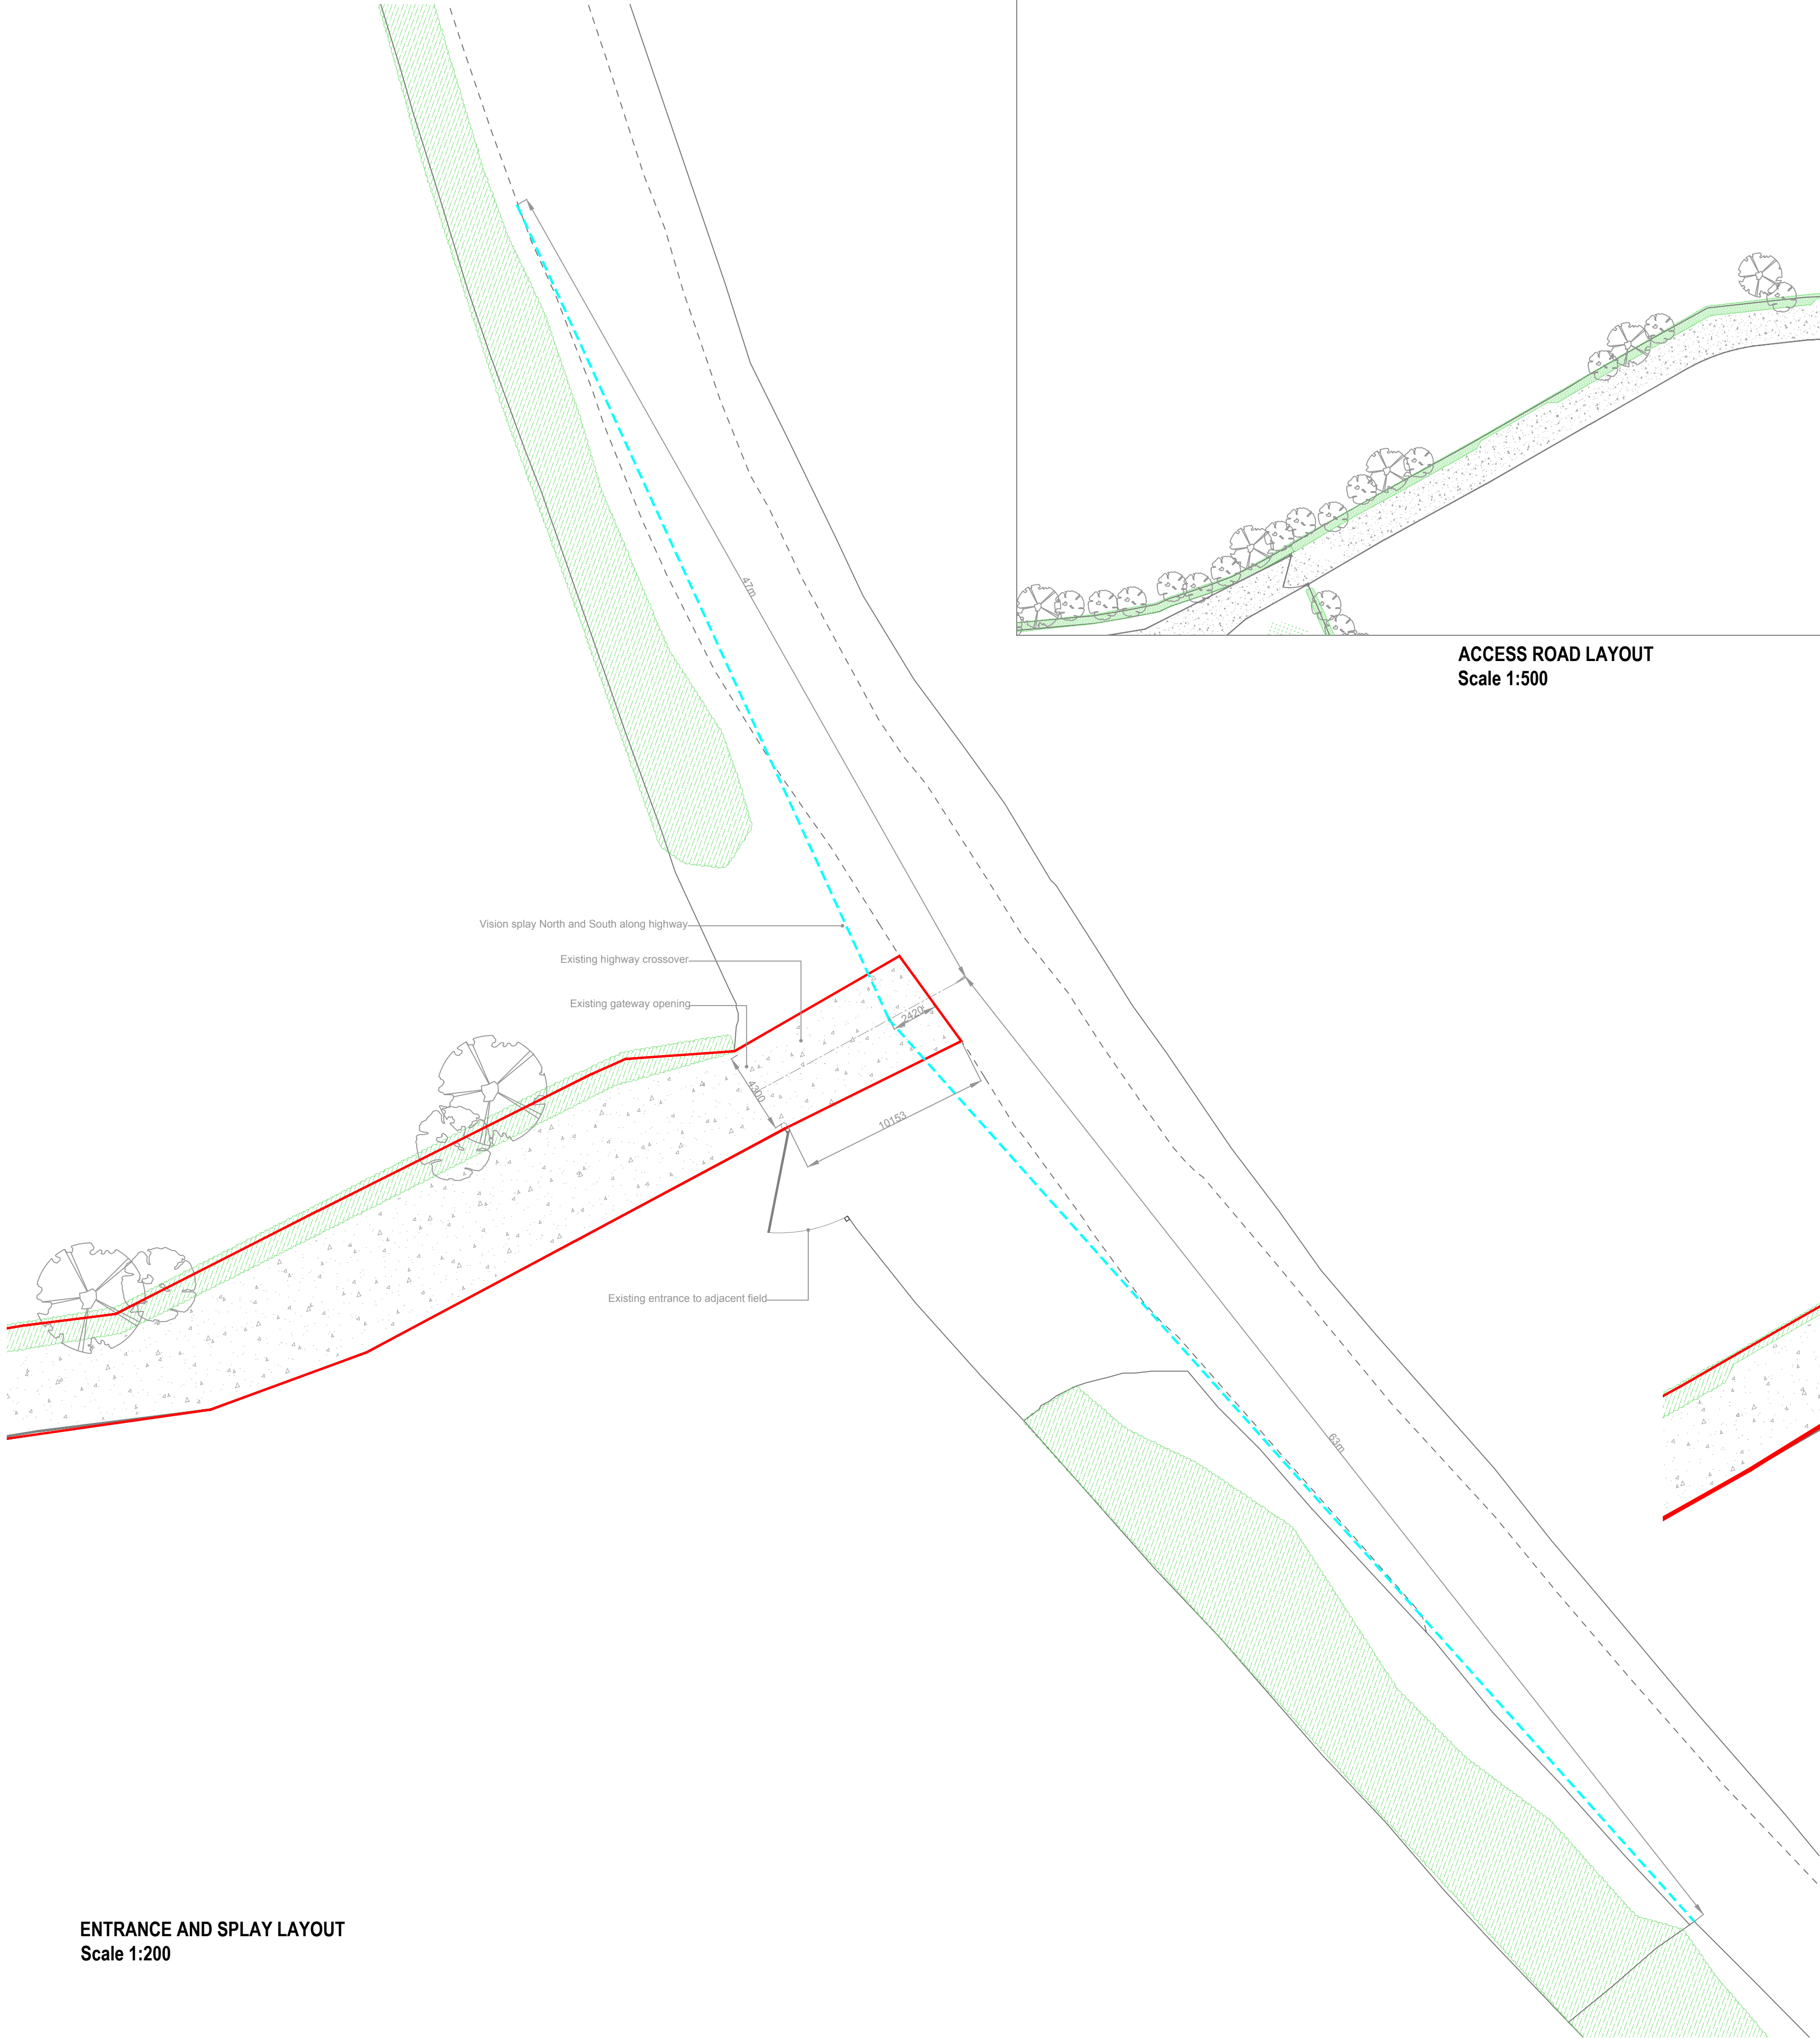 ACCESS ROAD LAYOUT
Scale 1:500
47m
Vision splay North and South along highway
Existing highway crossover
Existing gateway opening
2420
4300
10153
Existing entrance to adjacent field
63m
ENTRANCE AND SPLAY LAYOUT
Scale 1:200